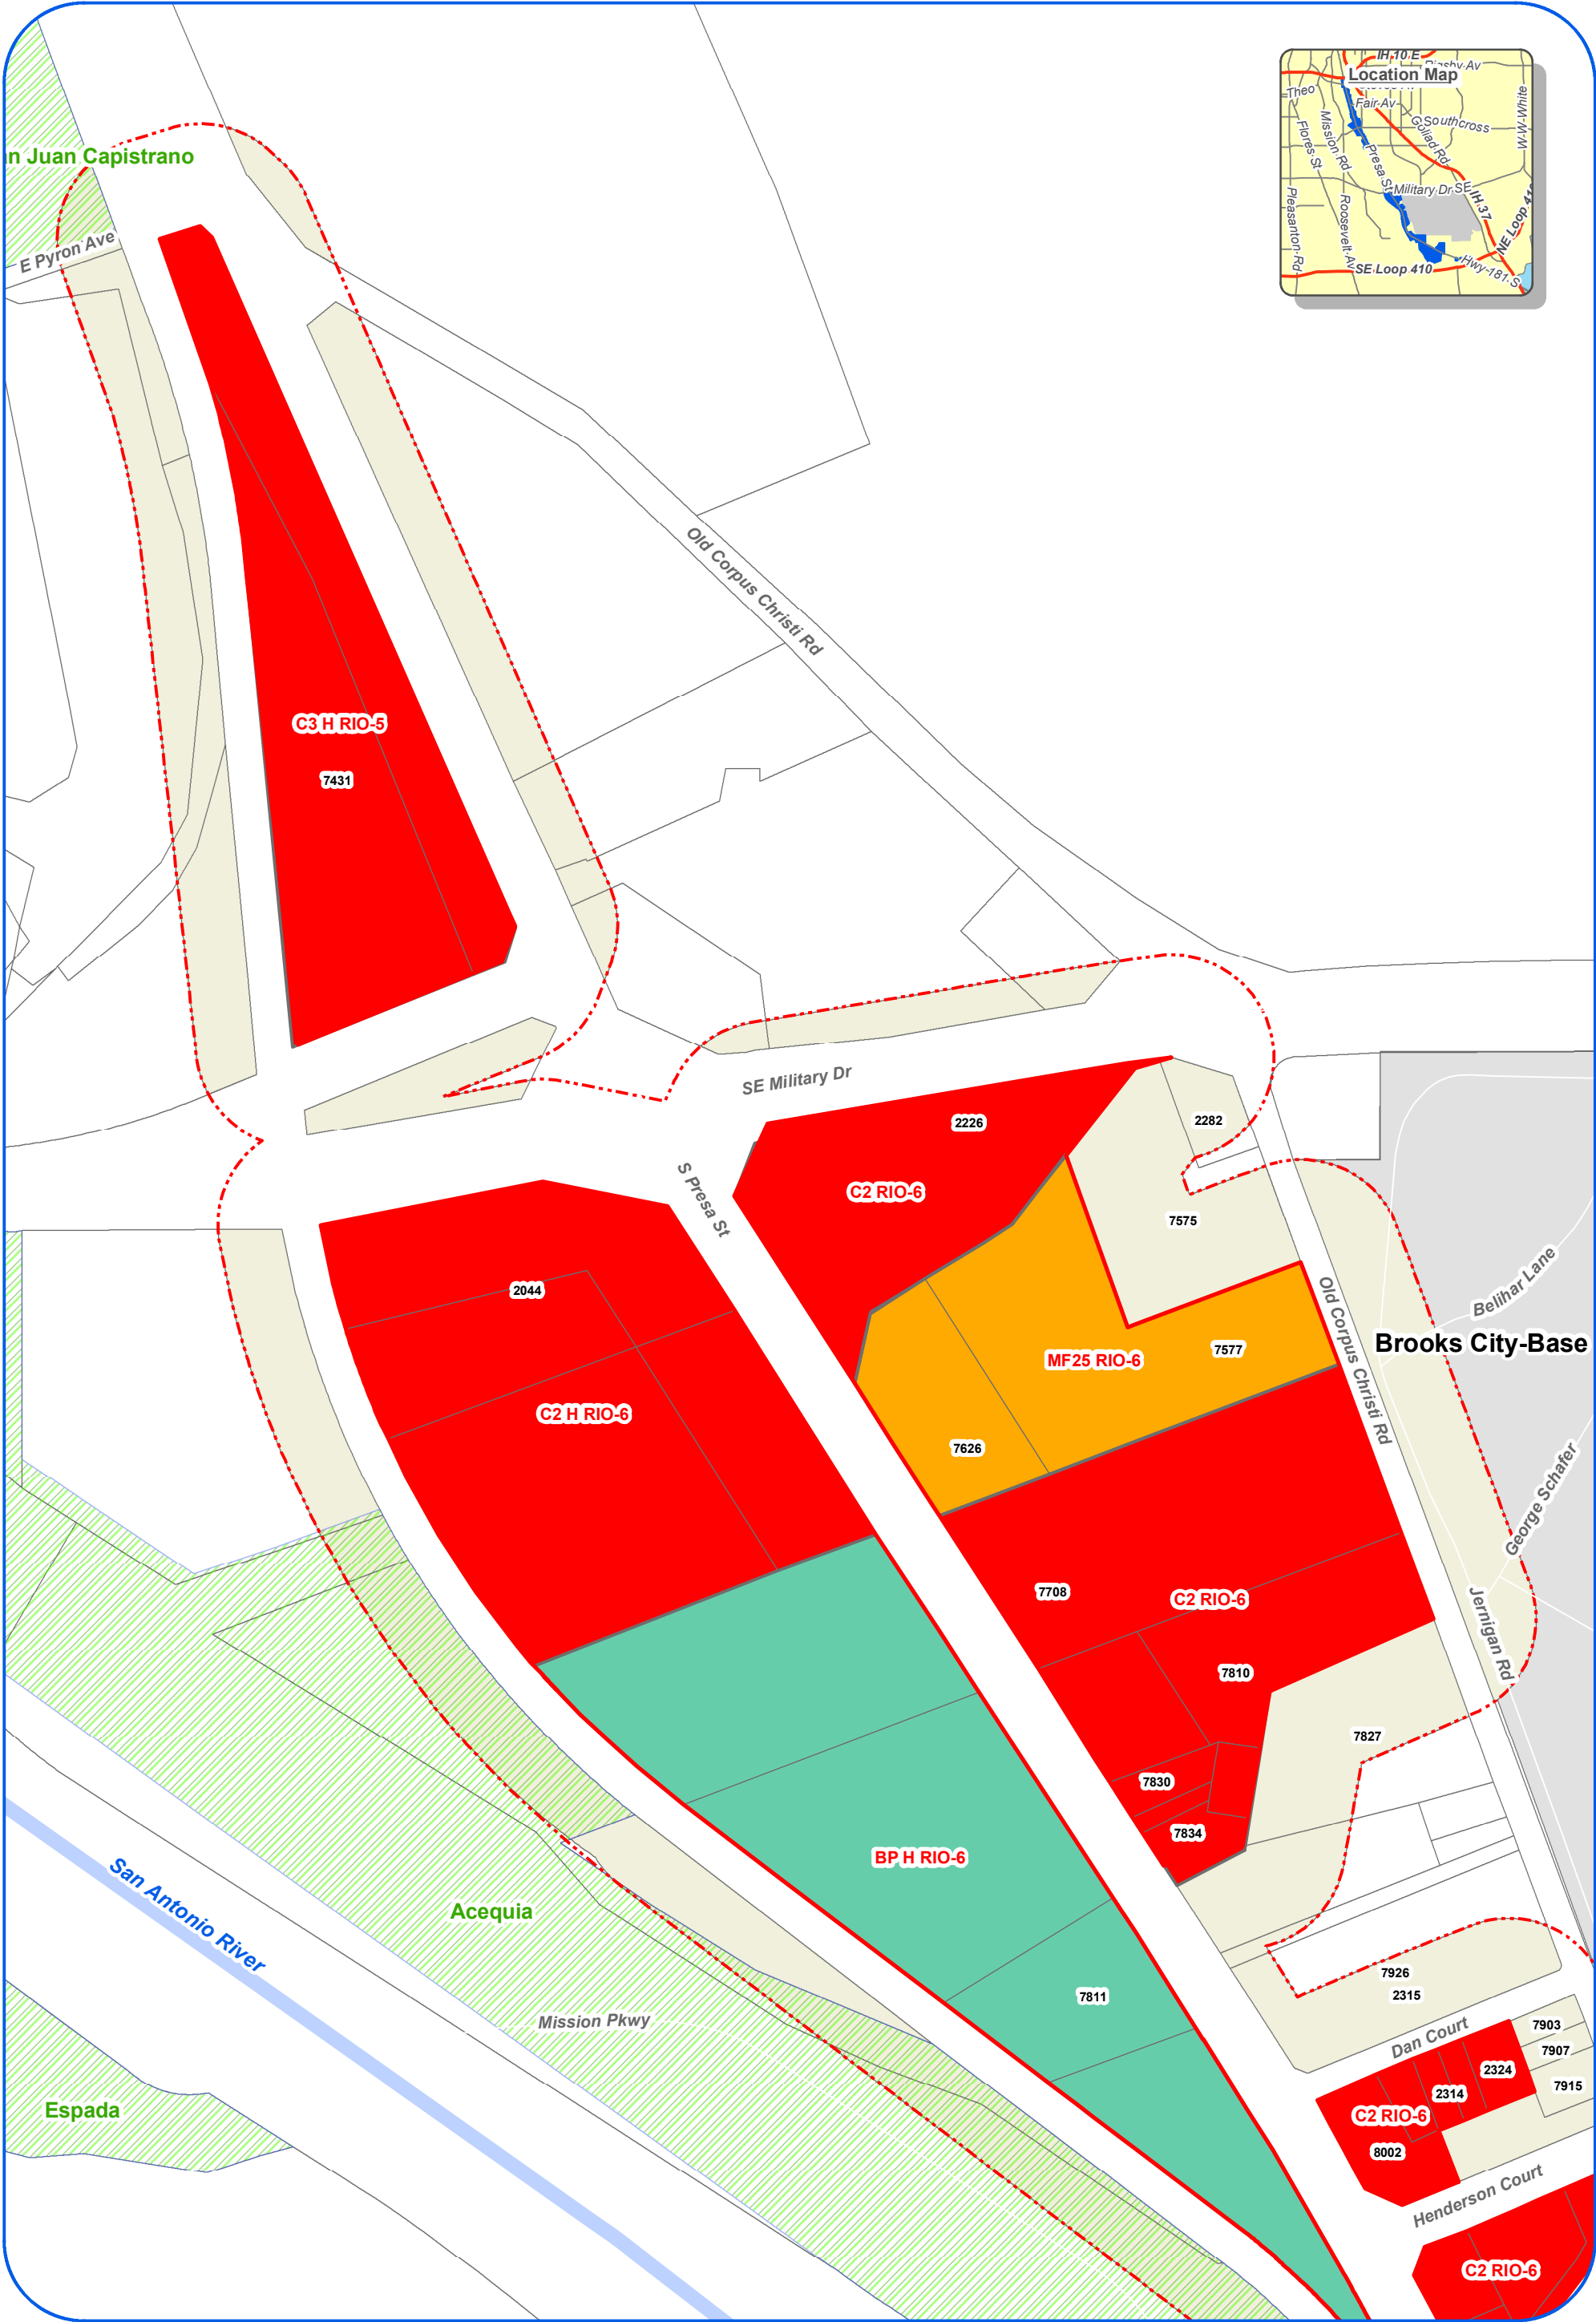 IH 10 E
Rigsby Av
Location Map
Theo
Fair Av
Southcross
Goliad Rd
W-W-White
Flores St
Mission Rd
Presa St
Military Dr SE
IH 37
Pleasanton Rd
Roosevelt Av
NE Loop 410
Hwy-181 S
SE Loop 410
n Juan Capistrano
E Pyron Ave
Old Corpus Christi Rd
C3 H RIO-5
7431
SE Military Dr
2226
2282
S Presa St
C2 RIO-6
7575
2044
Old Corpus Christi Rd
Belihar Lane
Brooks City-Base
MF25 RIO-6
7577
C2 H RIO-6
7626
George Schafer
7708
C2 RIO-6
Jernigan Rd
7810
7827
7830
7834
BP H RIO-6
San Antonio River
Acequia
7926
2315
7811
Mission Pkwy
Dan Court
7903
7907
2324
7915
2314
Espada
C2 RIO-6
8002
Henderson Court
C2 RIO-6